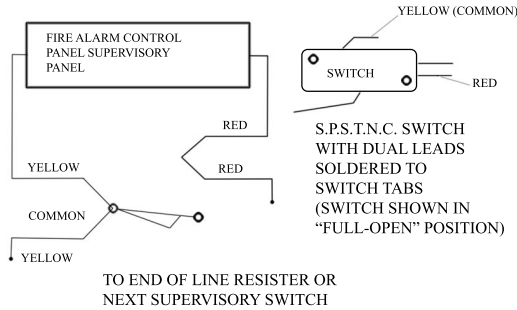 FIRE ALARM CONTROL
PANEL SUPERVISORY
PANEL
YELLOW (COMMON)
SWITCH
RED
RED
RED
YELLOW
COMMON
YELLOW
S.P.S.T.N.C. SWITCH
WITH DUAL LEADS
SOLDERED TO
SWITCH TABS
(SWITCH SHOWN IN
“FULL-OPEN” POSITION)
TO END OF LINE RESISTER OR
NEXT SUPERVISORY SWITCH